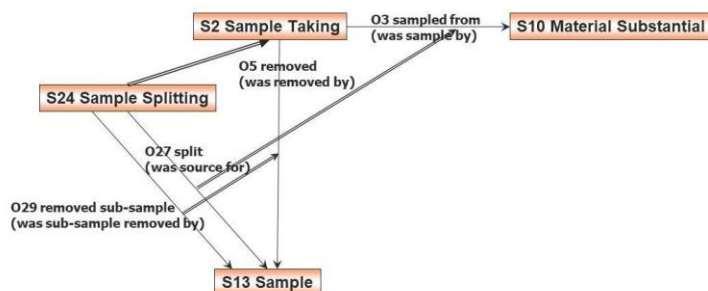 S2 Sample Taking
O3 sampled from
(was sample by)
S10 Material Substantial
O5 removed
(was removed by)
S24 Sample Splitting
O27 split
(was source for)
O29 removed sub-sample
(was sub-sample removed by)
S13 Sample